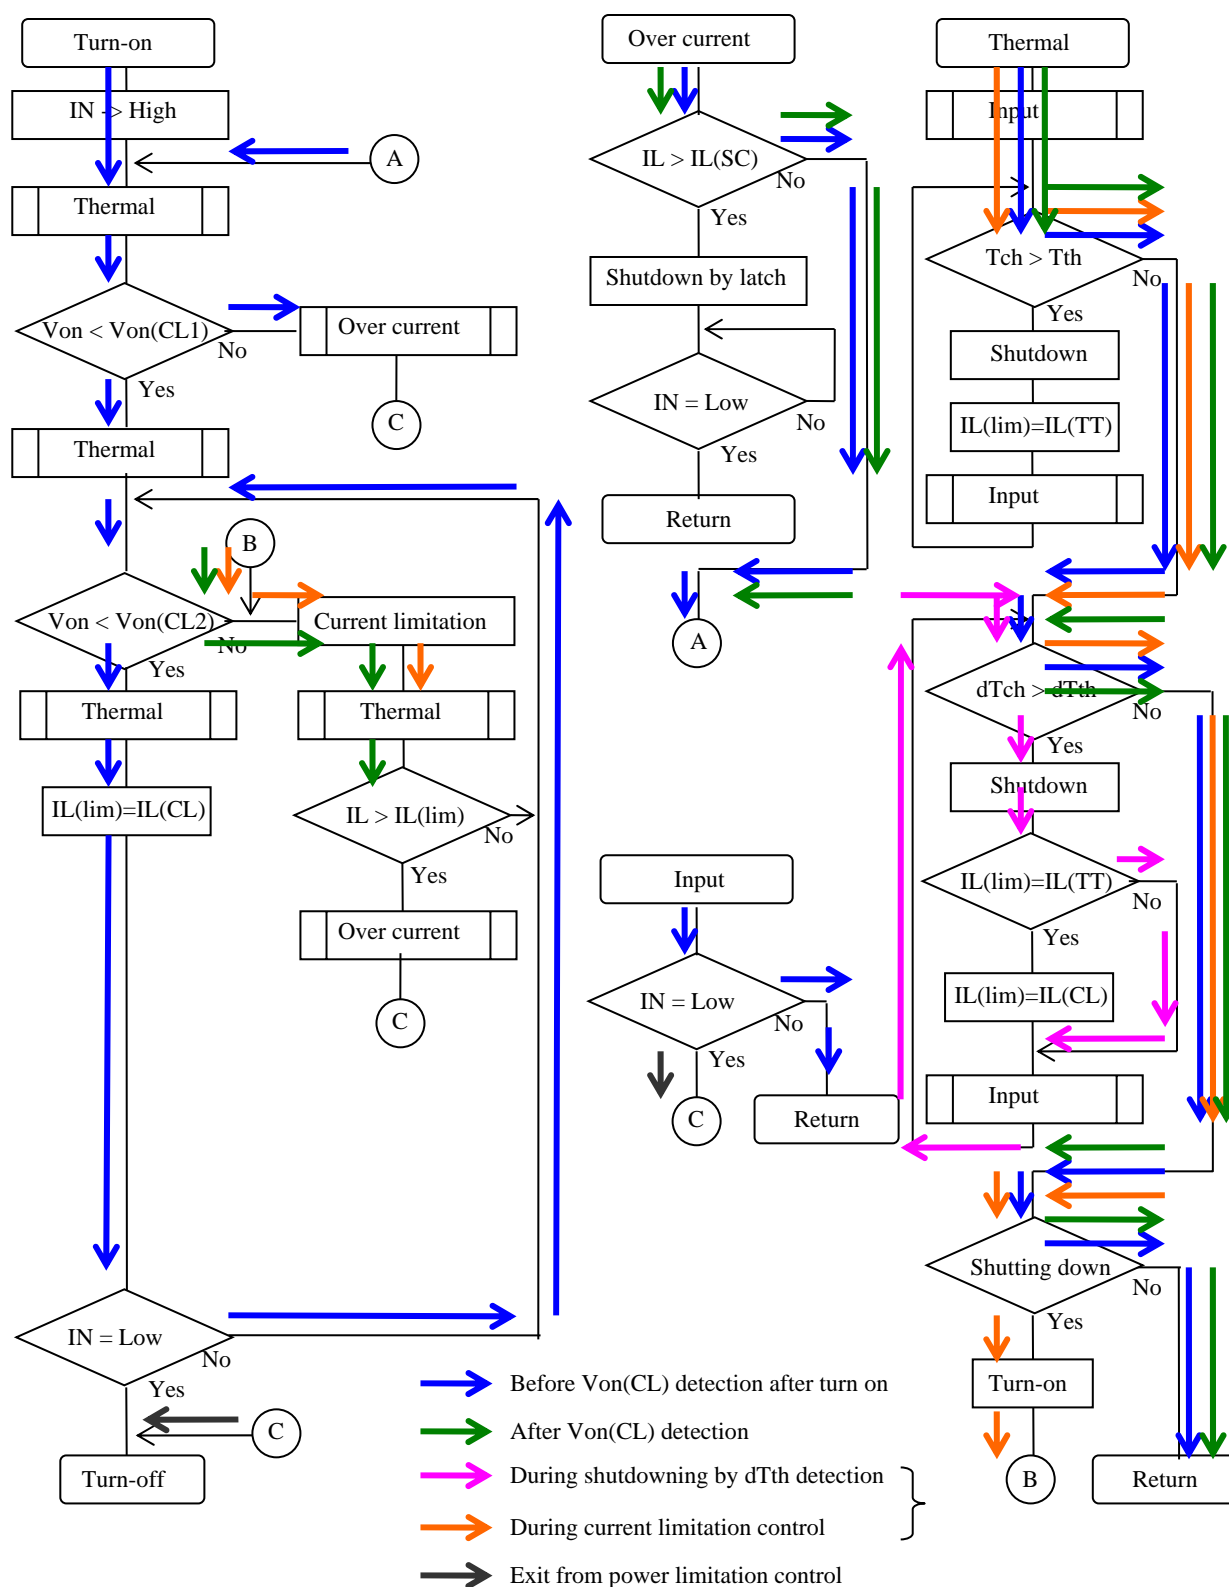 Turn-on
IN -> High
A
Thermal
Von < Von(CL1)
No
Yes
Over current
C
Thermal
B
Von < Von(CL2)
No
Yes
Current limitation
Thermal
Thermal
IL(lim)=IL(CL)
IL > IL(lim)
No
Yes
Over current
C
IN = Low
No
Yes
C
Turn-off
Over current
IL > IL(SC)
No
Yes
Shutdown by latch
IN = Low
No
Yes
Return
A
Input
IN = Low
No
Yes
C
Return
Thermal
Input
Tch > Tth
No
Yes
Shutdown
IL(lim)=IL(TT)
Input
dTch > dTth
No
Yes
Shutdown
IL(lim)=IL(TT)
No
Yes
IL(lim)=IL(CL)
Input
Shutting down
No
Yes
Turn-on
B
Return
Before Von(CL) detection after turn on
After Von(CL) detection
During shutdowning by dTth detection
During current limitation control
Exit from power limitation control